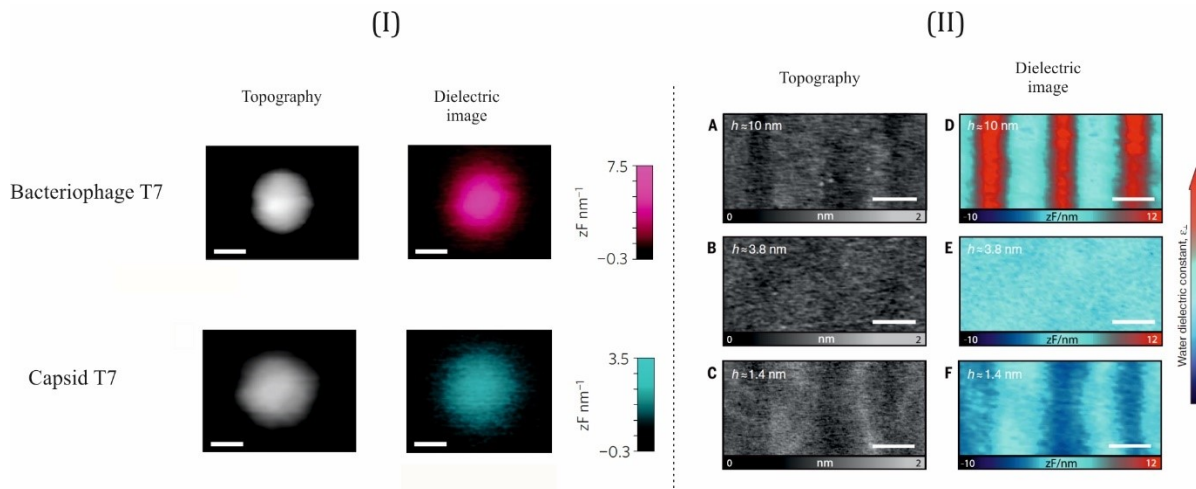 (I)
Topography
Dielectric
image
Bacteriophage T7
7.5
zF nm⁻¹
−0.3
Capsid T7
3.5
zF nm⁻¹
−0.3
(II)
Topography
Dielectric
image
A
h≈10 nm
0 nm 2
D
h≈10 nm
-10 zF/nm 12
B
h≈3.8 nm
0 nm 2
E
h≈3.8 nm
-10 zF/nm 12
C
h≈1.4 nm
0 nm 2
F
h≈1.4 nm
-10 zF/nm 12
Water dielectric constant, ε⊥